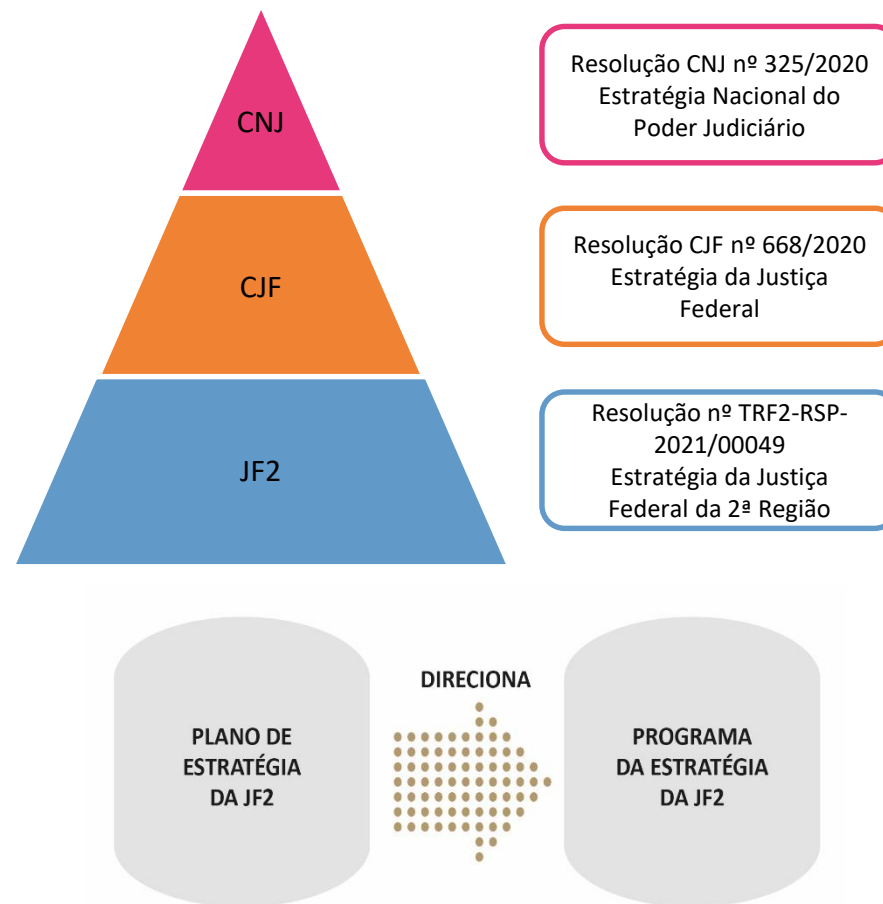 CNJ
Resolução CNJ nº 325/2020
Estratégia Nacional do
Poder Judiciário
CJF
Resolução CJF nº 668/2020
Estratégia da Justiça
Federal
JF2
Resolução nº TRF2-RSP-
2021/00049
Estratégia da Justiça
Federal da 2ª Região
PLANO DE
ESTRATÉGIA
DA JF2
DIRECIONA
PROGRAMA
DA ESTRATÉGIA
DA JF2